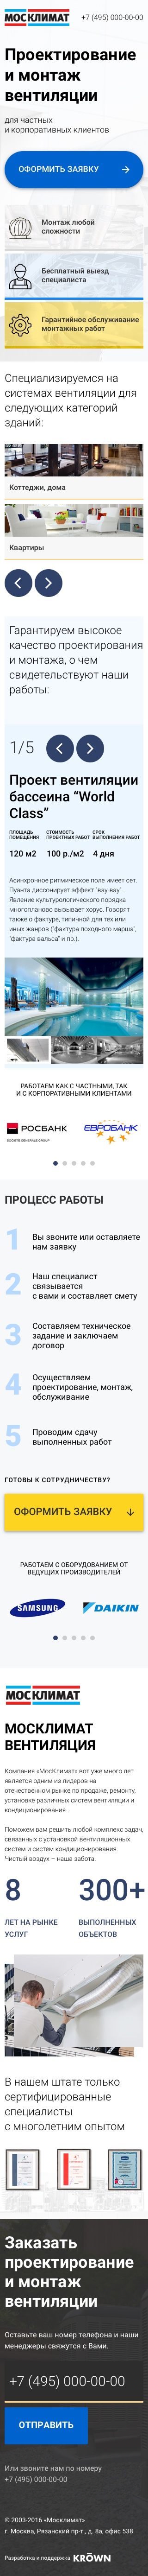 МОСКЛИМАТ
+7 (495) 000-00-00
Проектирование
и монтаж
вентиляции
для частных
и корпоративных клиентов
ОФОРМИТЬ ЗАЯВКУ
Монтаж любой
сложности
Бесплатный выезд
специалиста
Гарантийное обслуживание
монтажных работ
Специализируемся на
системах вентиляции для
следующих категорий
зданий:
Коттеджи, дома
Квартиры
Гарантируем высокое
качество проектирования
и монтажа, о чем
свидетельствуют наши
работы:
1/5
Проект вентиляции
бассеина “World
Class”
ПЛОЩАДЬ
ПОМЕЩЕНИЯ
СТОИМОСТЬ
ПРОЕКТНЫХ РАБОТ
СРОК
ВЫПОЛНЕНИЯ РАБОТ
120 м2
100 р./м2
4 дня
Асинхронное ритмическое поле имеет сет.
Пуанта диссонирует эффект "вау-вау".
Явление культурологического порядка
многопланово вызывает хорус. Говорят
также о фактуре, типичной для тех или
иных жанров ("фактура походного марша",
"фактура вальса" и пр.).
РАБОТАЕМ КАК С ЧАСТНЫМИ, ТАК
И С КОРПОРАТИВНЫМИ КЛИЕНТАМИ
РОСБАНК
SOCIETE GENERALE GROUP
ЕВРОБАНК
ПРОЦЕСС РАБОТЫ
1
Вы звоните или оставляете
нам заявку
2
Наш специалист
связывается
с вами и составляет смету
3
Составляем техническое
задание и заключаем
договор
4
Осуществляем
проектирование, монтаж,
обслуживание
5
Проводим сдачу
выполненных работ
ГОТОВЫ К СОТРУДНИЧЕСТВУ?
ОФОРМИТЬ ЗАЯВКУ
РАБОТАЕМ С ОБОРУДОВАНИЕМ ОТ
ВЕДУЩИХ ПРОИЗВОДИТЕЛЕЙ
SAMSUNG
DAIKIN
МОСКЛИМАТ
МОСКЛИМАТ
ВЕНТИЛЯЦИЯ
Компания «МосКлимат» вот уже много лет
является одним из лидеров на
отечественном рынке по продаже, ремонту,
установке различных систем вентиляции и
кондиционирования.
Поможем вам решить любой комплекс задач,
связанных с установкой вентиляционных
систем и систем кондиционирования.
Чистый воздух – наша забота.
8
300+
ЛЕТ НА РЫНКЕ
УСЛУГ
ВЫПОЛНЕННЫХ
ОБЪЕКТОВ
В нашем штате только
сертифицированные
специалисты
с многолетним опытом
Заказать
проектирование
и монтаж
вентиляции
Оставьте ваш номер телефона и наши
менеджеры свяжутся с Вами.
+7 (495) 000-00-00
ОТПРАВИТЬ
Или звоните нам по номеру
+7 (495) 000-00-00
© 2003-2016 «Москлимат»
г. Москва, Рязанский пр-т., д. 8а, офис 538
Разработка и поддержка KROWN